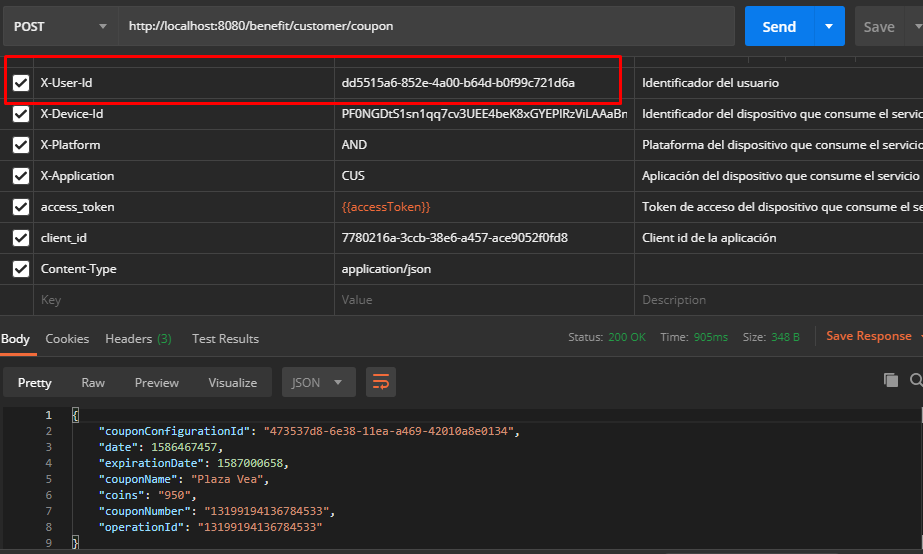 POST http://localhost:8080/benefit/customer/coupon Send Save
X-User-Id dd5515a6-852e-4a00-b64d-b0f99c721d6a Identificador del usuario
X-Device-Id PF0NGDtS1sn1qq7cv3UEE4beK8xGYEPlRzViLAAaBn Identificador del dispositivo que consume el servic
X-Platform AND Plataforma del dispositivo que consume el servic
X-Application CUS Aplicación del dispositivo que consume el servicio
access_token {{accessToken}} Token de acceso del dispositivo que consume el se
client_id 7780216a-3ccb-38e6-a457-ace9052f0fd8 Client id de la aplicación
Content-Type application/json
Key Value Description
Body Cookies Headers (3) Test Results Status: 200 OK Time: 905ms Size: 348 B Save Response
Pretty Raw Preview Visualize JSON
1 {
2 "couponConfigurationId": "473537d8-6e38-11ea-a469-42010a8e0134",
3 "date": 1586467457,
4 "expirationDate": 1587000658,
5 "couponName": "Plaza Vea",
6 "coins": "950",
7 "couponNumber": "13199194136784533",
8 "operationId": "13199194136784533"
9 }